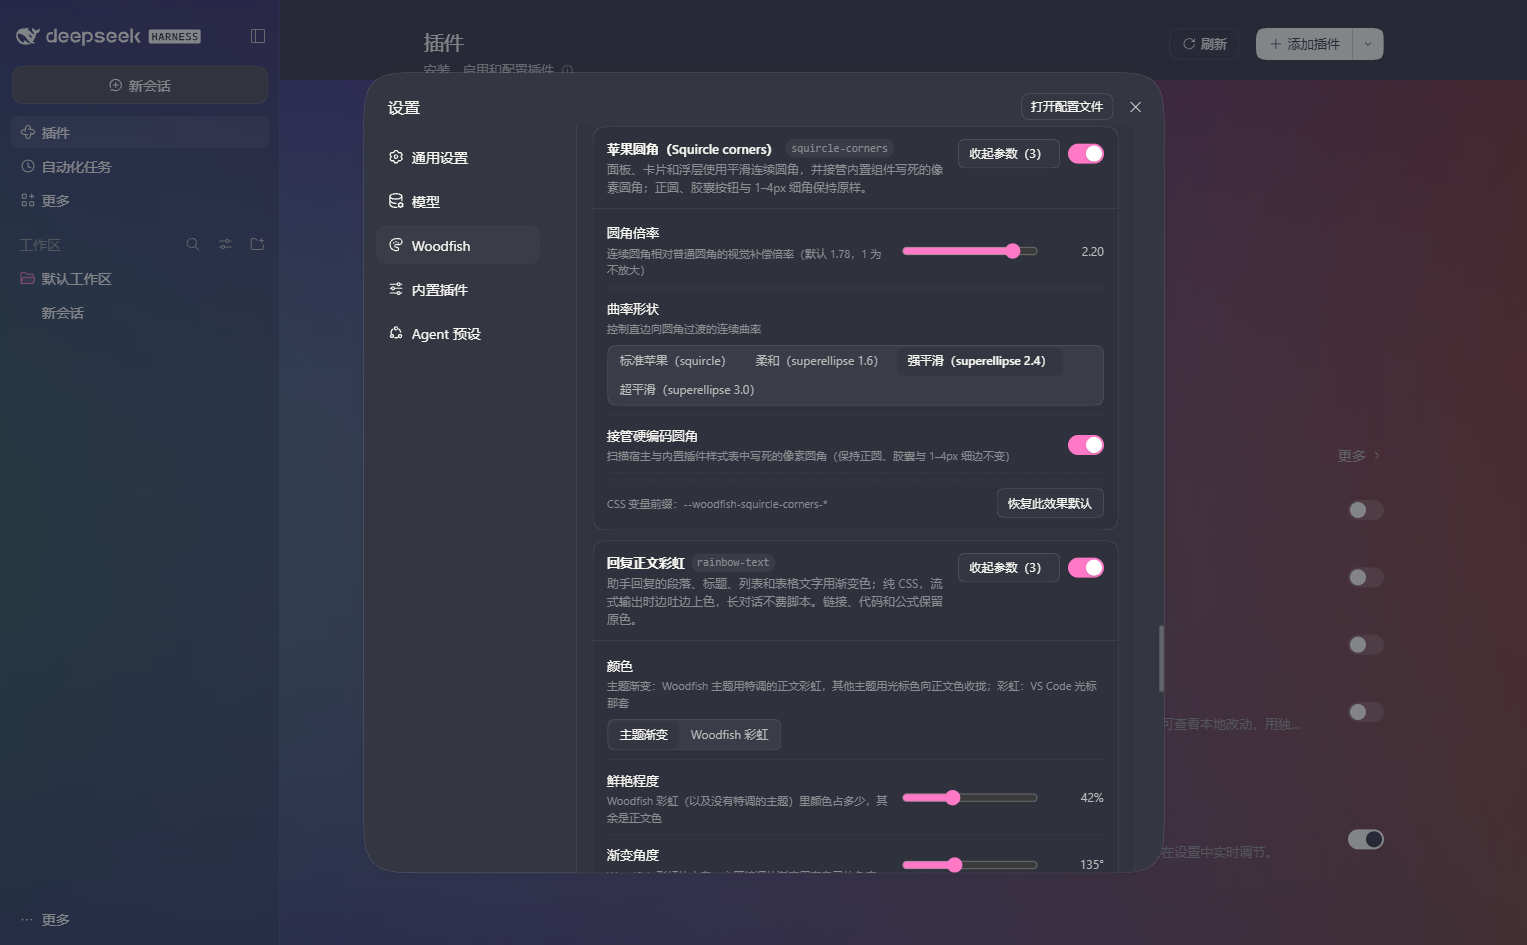 deepseek HARNESS
新会话
插件
自动化任务
更多
工作区
默认工作区
新会话
更多
插件
安装、启用和配置插件
刷新
添加插件
更多
可查看本地改动，用独...
在设置中实时调节。
设置
打开配置文件
通用设置
模型
Woodfish
内置插件
Agent 预设
苹果圆角（Squircle corners） squircle-corners
收起参数（3）
面板、卡片和浮层使用平滑连续圆角，并接管内置组件写死的像
素圆角；正圆、胶囊按钮与 1–4px 细角保持原样。
圆角倍率
连续圆角相对普通圆角的视觉补偿倍率（默认 1.78，1 为
不放大）
2.20
曲率形状
控制直边向圆角过渡的连续曲率
标准苹果（squircle） 柔和（superellipse 1.6） 强平滑（superellipse 2.4）
超平滑（superellipse 3.0）
接管硬编码圆角
扫描宿主与内置插件样式表中写死的像素圆角（保持正圆、胶囊与 1–4px 细边不变）
CSS 变量前缀：--woodfish-squircle-corners-*
恢复此效果默认
回复正文彩虹 rainbow-text
收起参数（3）
助手回复的段落、标题、列表和表格文字用渐变色；纯 CSS，流
式输出时边吐边上色，长对话不费脚本。链接、代码和公式保留
原色。
颜色
主题渐变：Woodfish 主题用特调的正文彩虹，其他主题用光标色向正文色收拢；彩虹：VS Code 光标
那套
主题渐变 Woodfish 彩虹
鲜艳程度
Woodfish 彩虹（以及没有特调的主题）里颜色占多少，其
余是正文色
42%
渐变角度
135°